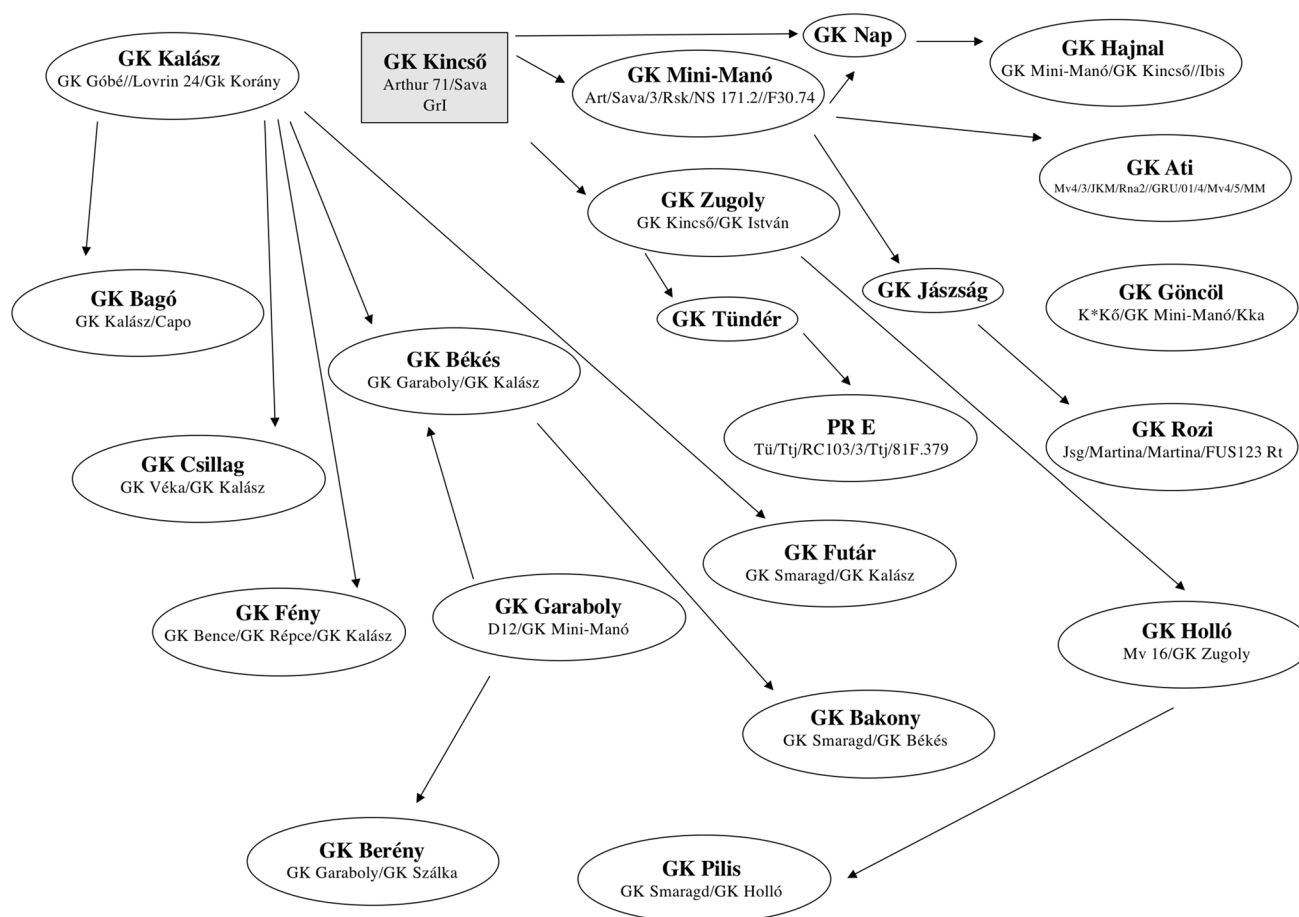 GK Kalász
GK Góbé//Lovrin 24/Gk Korány
GK Kincső
Arthur 71/Sava
GrI
GK Nap
GK Mini-Manó
Art/Sava/3/Rsk/NS 171.2//F30.74
GK Hajnal
GK Mini-Manó/GK Kincső//Ibis
GK Ati
Mv4/3/JKM/Rna2//GRU/01/4/Mv4/5/MM
GK Zugoly
GK Kincső/GK István
GK Bagó
GK Kalász/Capo
GK Tündér
GK Jászság
GK Göncöl
K*Kő/GK Mini-Manó/Kka
GK Békés
GK Garaboly/GK Kalász
PR E
Tü/Ttj/RC103/3/Ttj/81F.379
GK Rozi
Jsg/Martina/Martina/FUS123 Rt
GK Csillag
GK Véka/GK Kalász
GK Futár
GK Smaragd/GK Kalász
GK Fény
GK Bence/GK Répce/GK Kalász
GK Garaboly
D12/GK Mini-Manó
GK Holló
Mv 16/GK Zugoly
GK Bakony
GK Smaragd/GK Békés
GK Berény
GK Garaboly/GK Szálka
GK Pilis
GK Smaragd/GK Holló